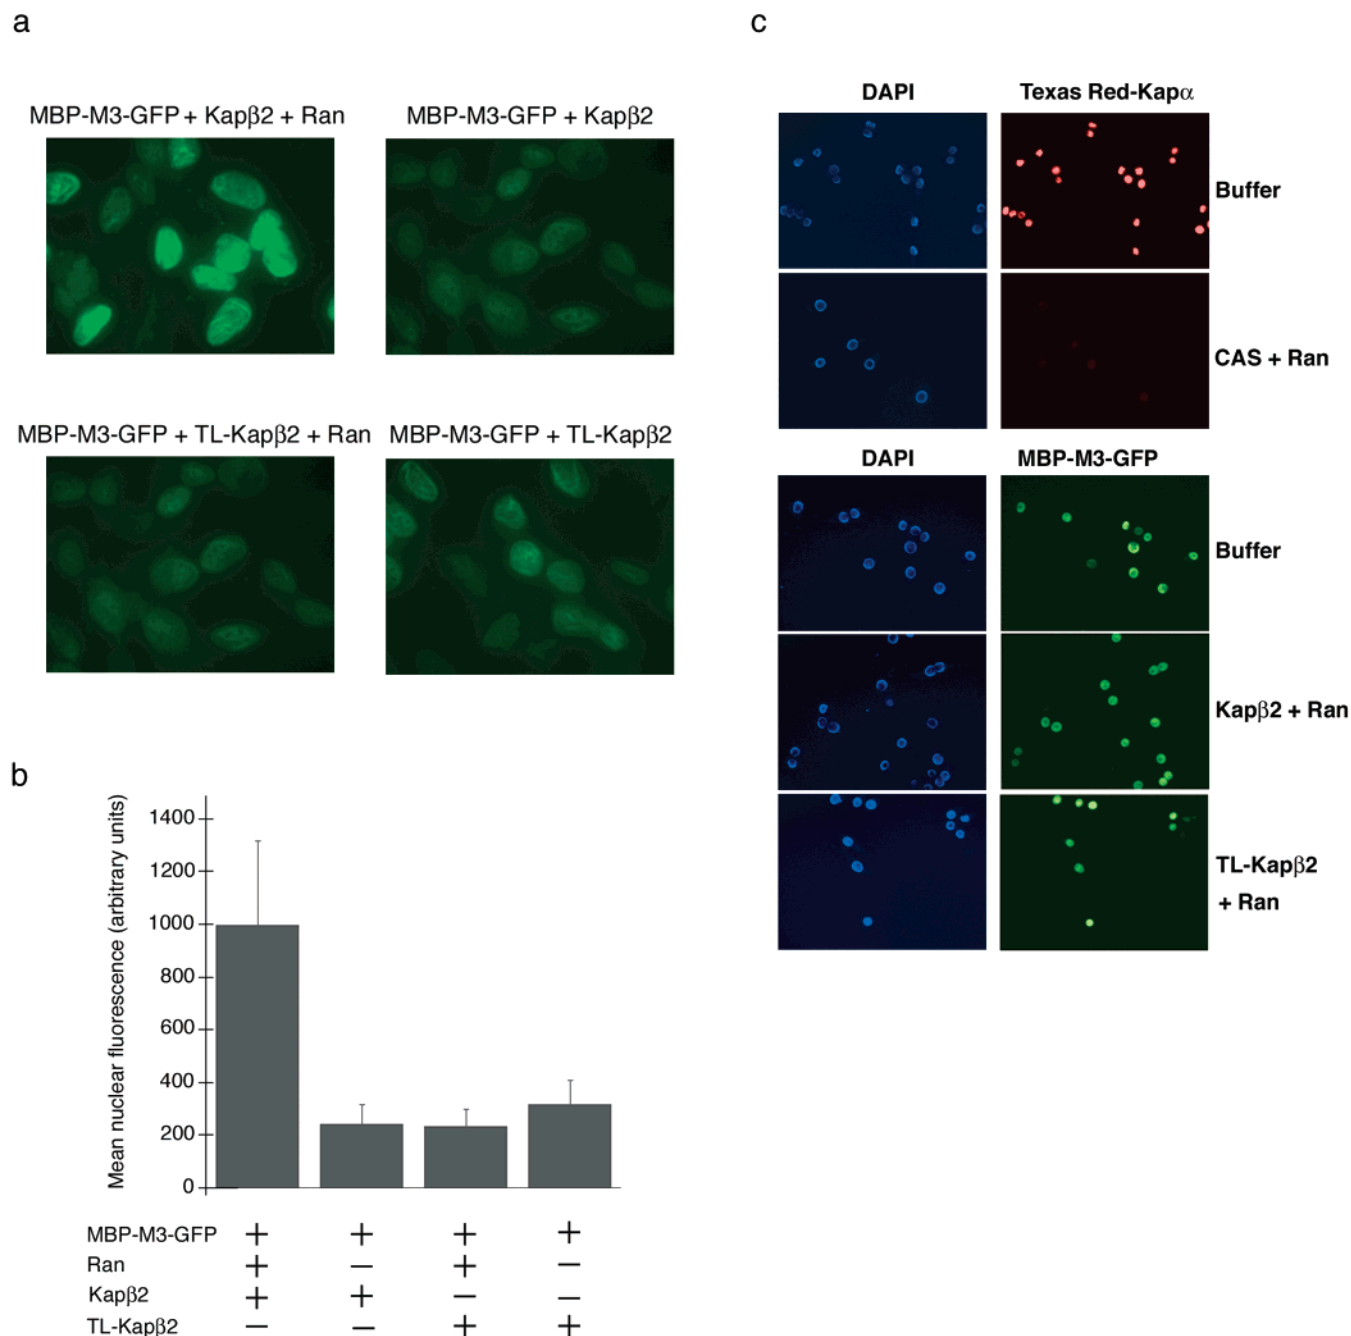 a
MBP-M3-GFP + Kapβ2 + Ran
MBP-M3-GFP + Kapβ2
MBP-M3-GFP + TL-Kapβ2 + Ran
MBP-M3-GFP + TL-Kapβ2
b
Mean nuclear fluorescence (arbitrary units)
1400
1200
1000
800
600
400
200
0
MBP-M3-GFP + + + +
Ran + − + −
Kapβ2 + + − −
TL-Kapβ2 − − + +
c
DAPI
Texas Red-Kapα
Buffer
CAS + Ran
DAPI
MBP-M3-GFP
Buffer
Kapβ2 + Ran
TL-Kapβ2
+ Ran